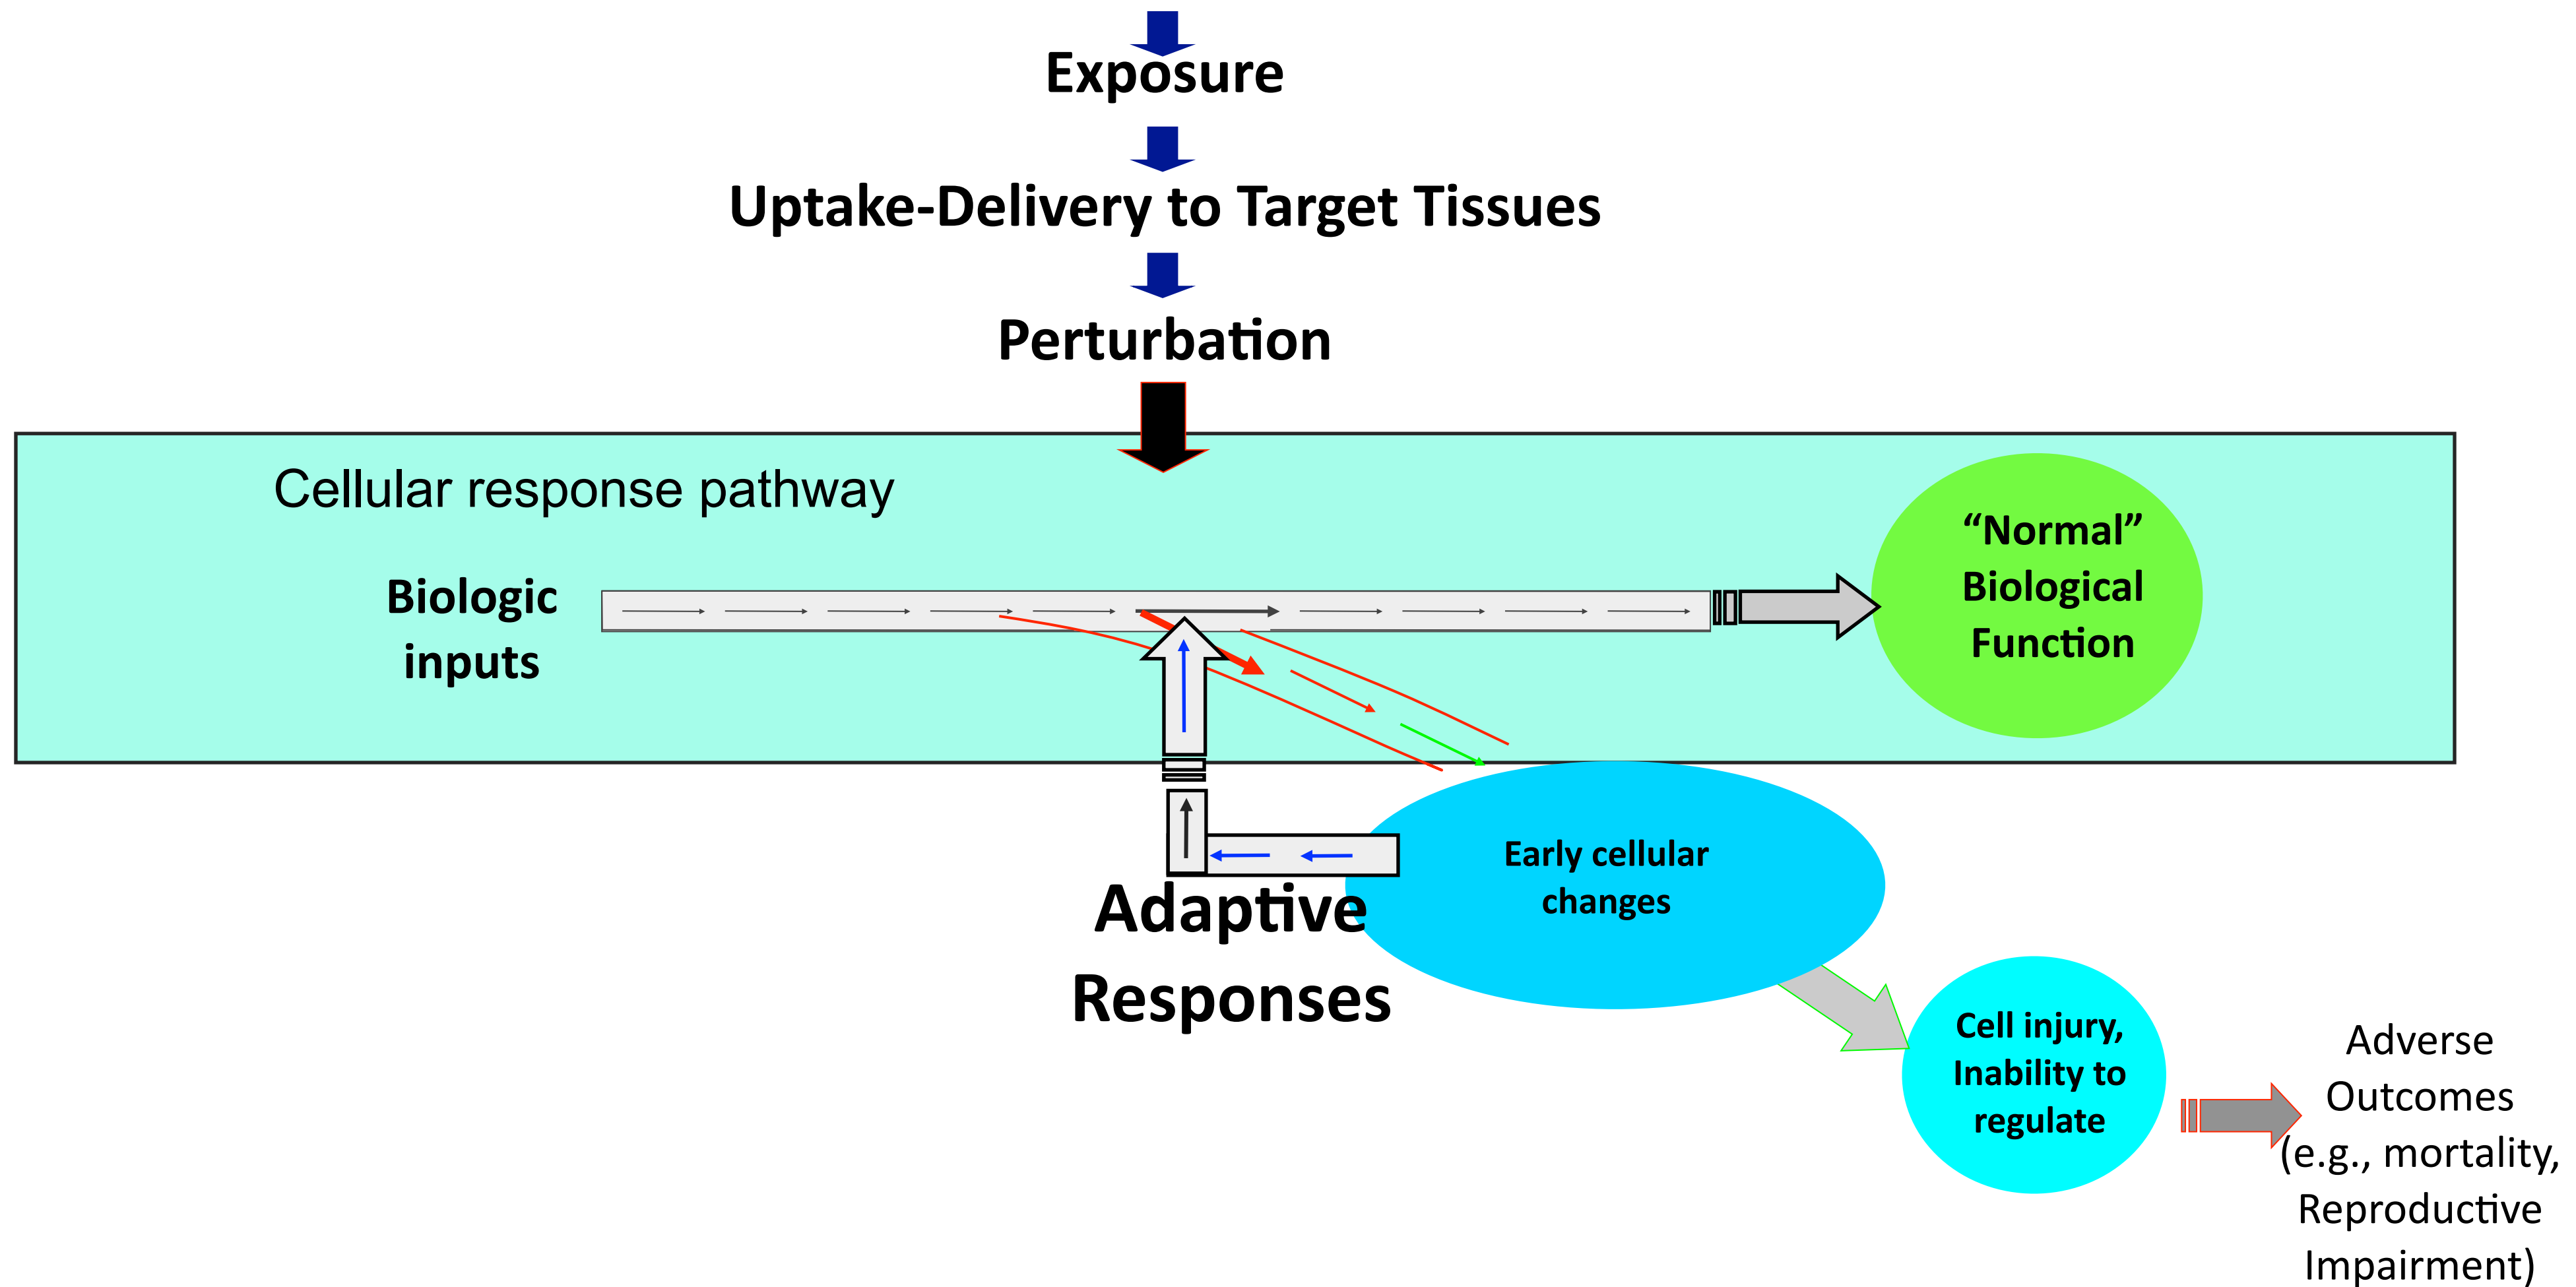 Exposure
Uptake-Delivery to Target Tissues
Perturbation
Cellular response pathway
Biologic
inputs
“Normal”
Biological
Function
Early cellular
changes
Adaptive
Responses
Cell injury,
Inability to
regulate
Adverse
Outcomes
(e.g., mortality,
Reproductive
Impairment)